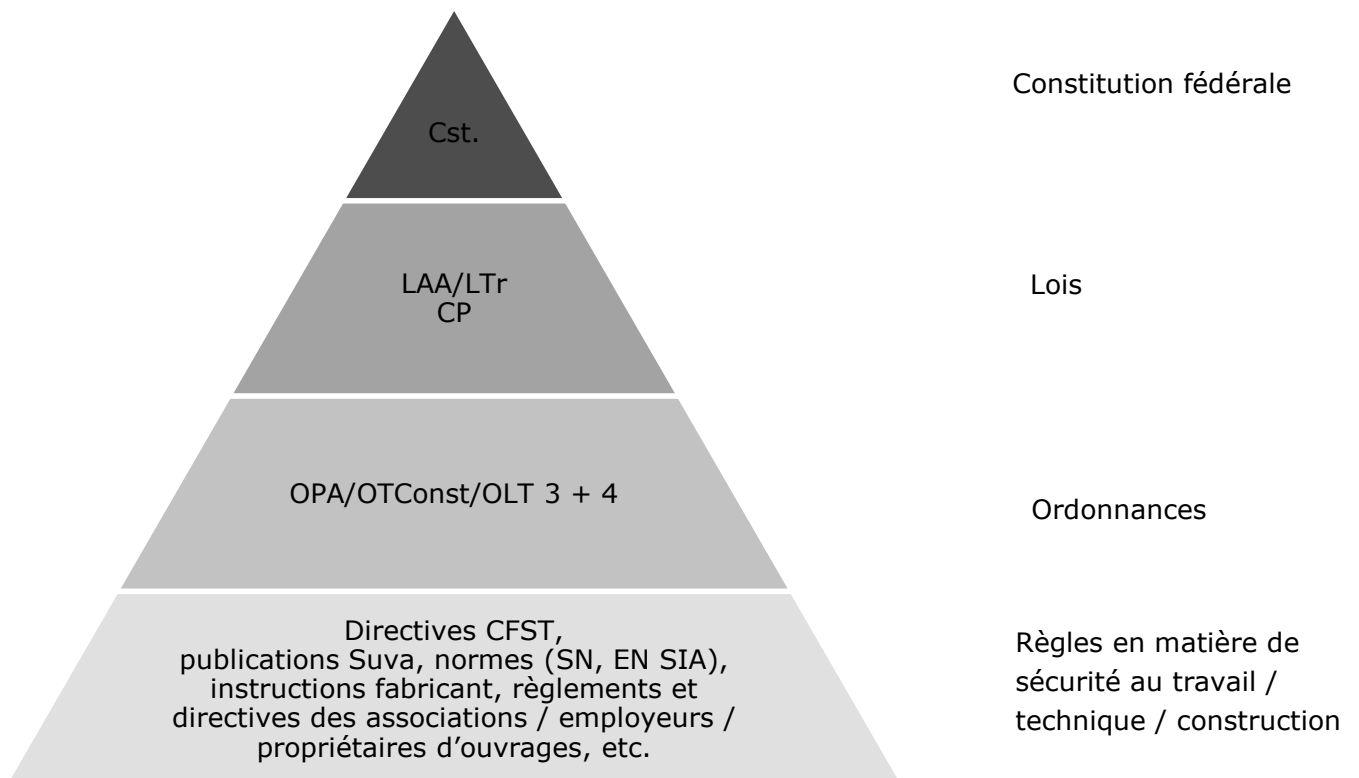 Constitution fédérale
Cst.
LAA/LTr
CP
Lois
OPA/OTConst/OLT 3 + 4
Ordonnances
Directives CFST,
publications Suva, normes (SN, EN SIA),
instructions fabricant, règlements et
directives des associations / employeurs /
propriétaires d’ouvrages, etc.
Règles en matière de
sécurité au travail /
technique / construction